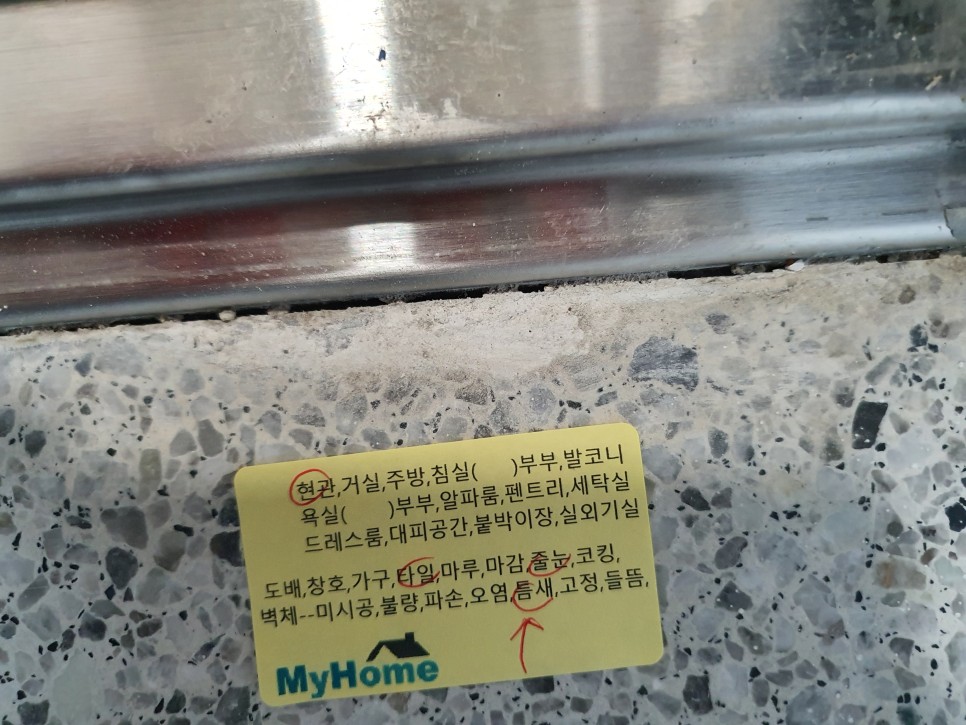 현관,거실,주방,침실(      )부부,발코니
욕실(      )부부,알파룸,펜트리,세탁실
드레스룸,대피공간,붙박이장,실외기실
도배,창호,가구,타일,마루,마감,줄눈,코킹,
벽체--미시공,불량,파손,오염,틈새,고정,들뜸,
MyHome